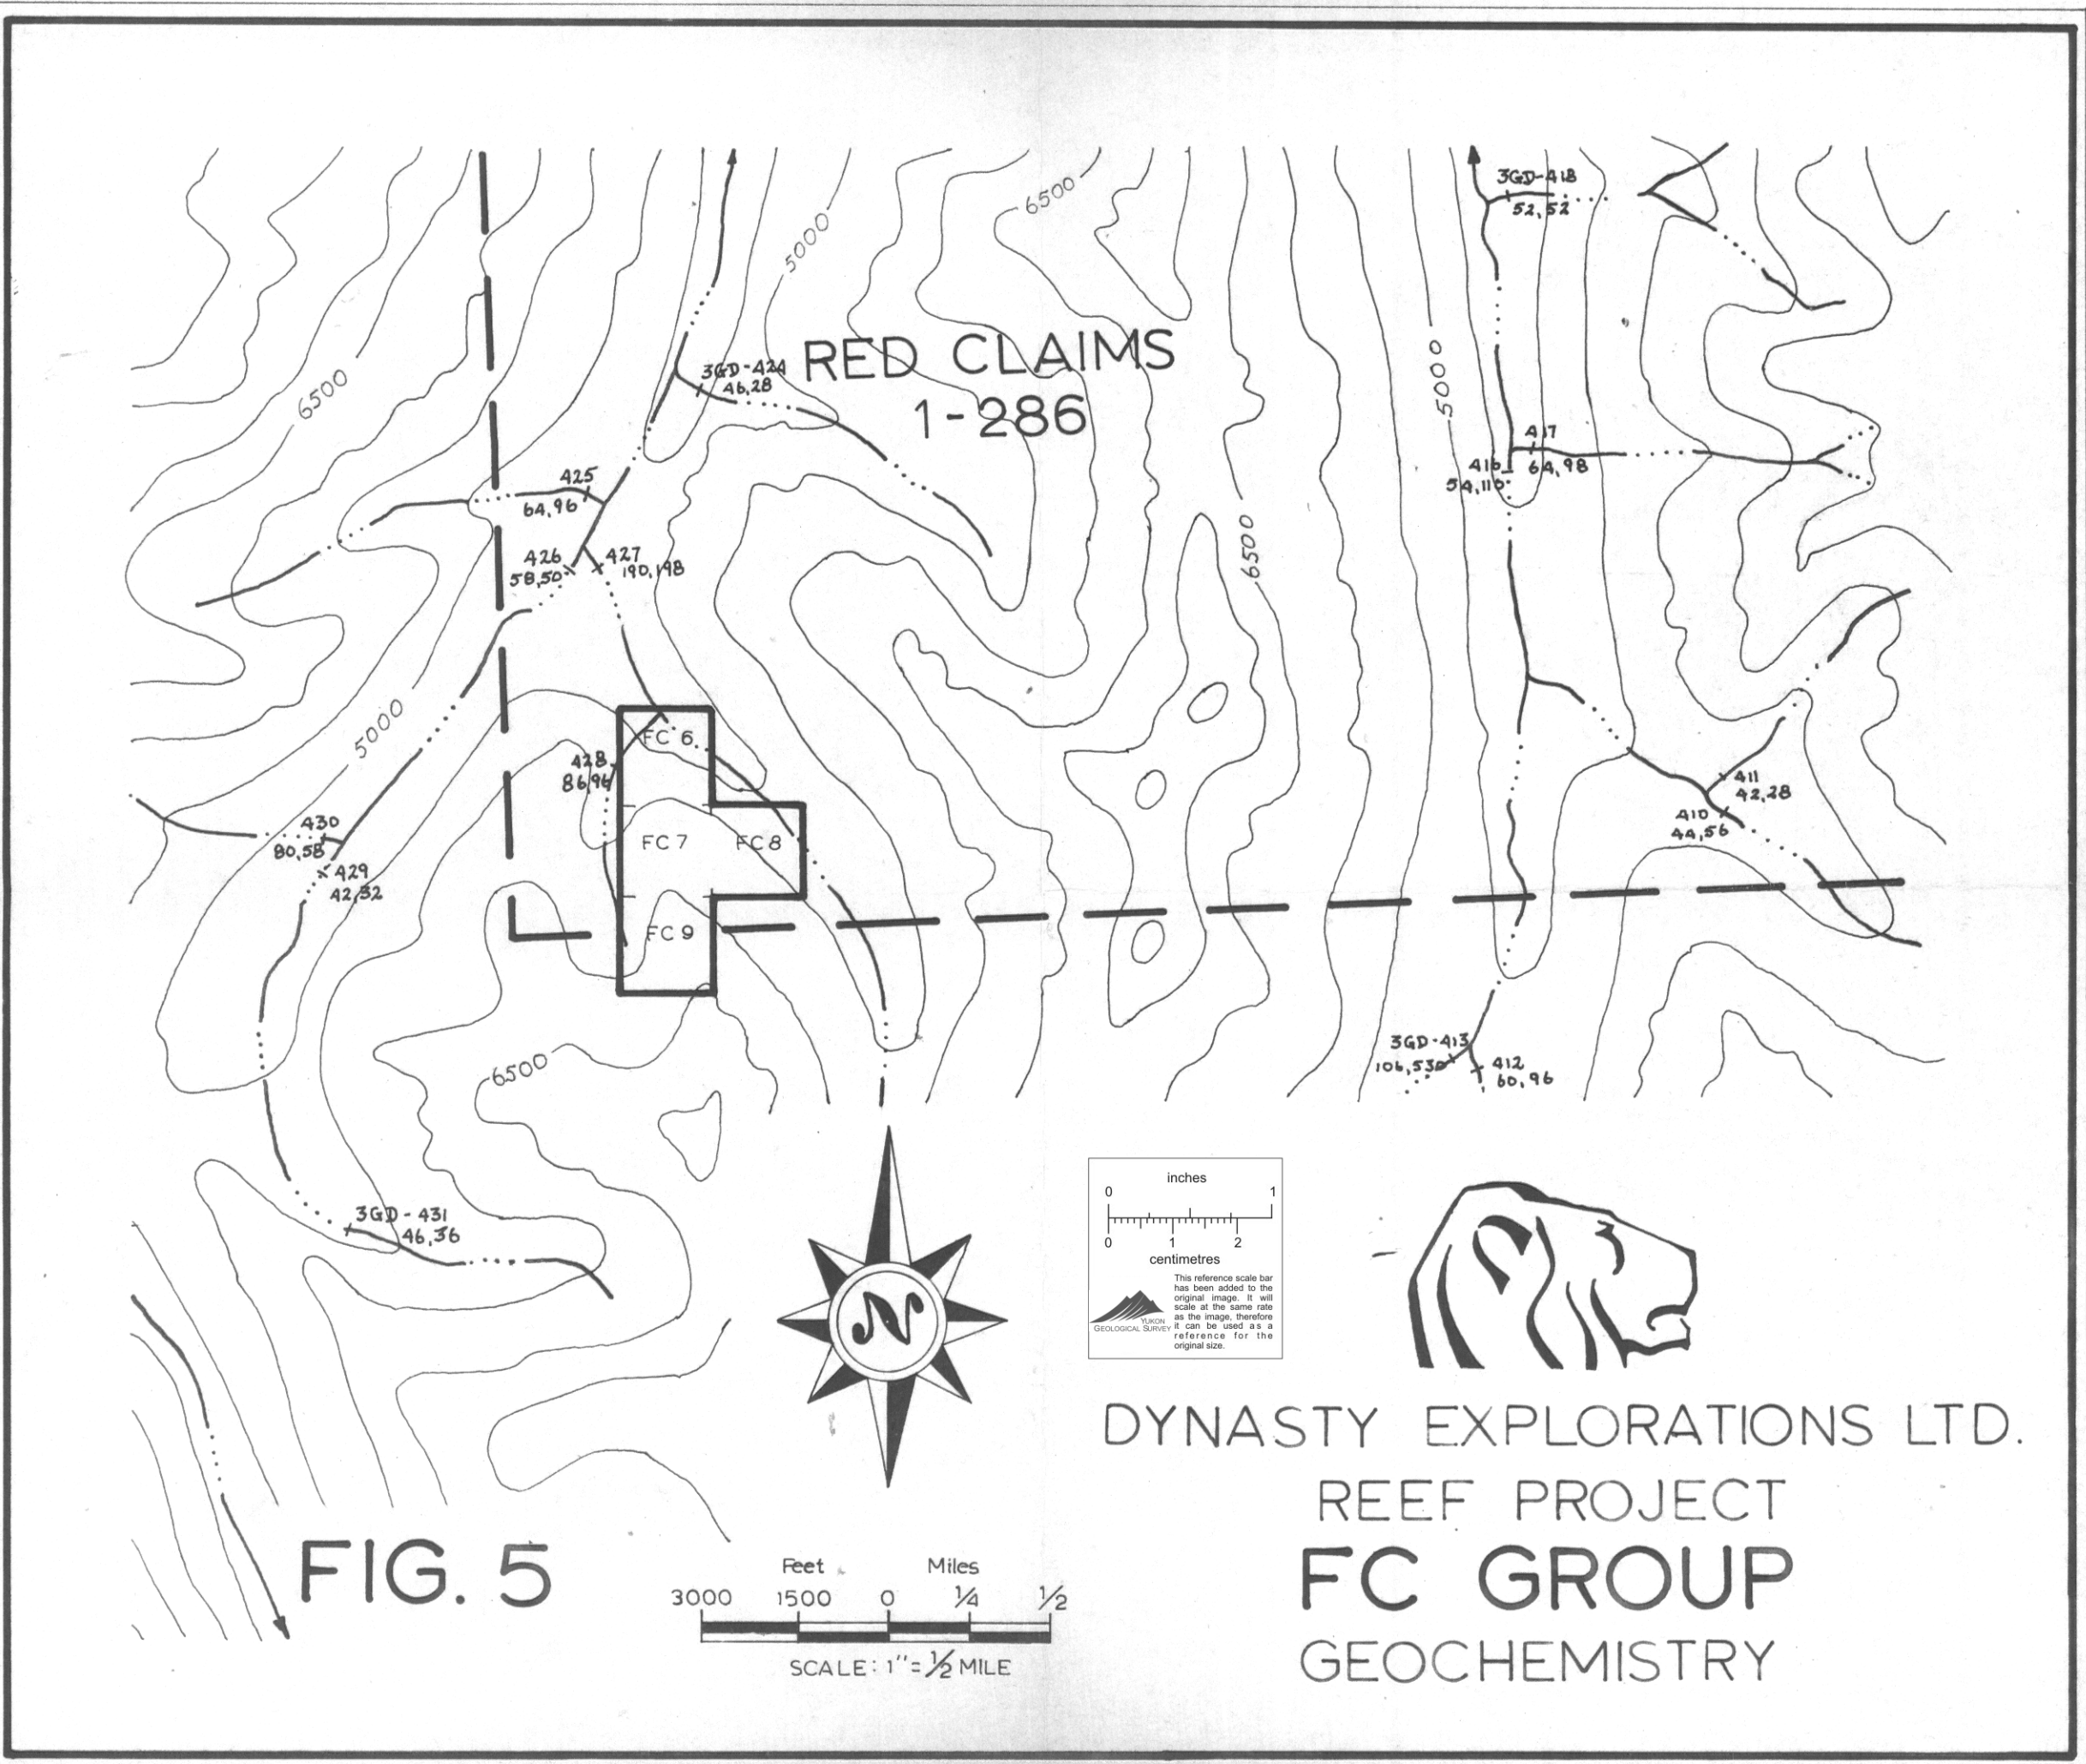 3GD-418
52,52
6500
5000
RED CLAIMS
1-286
3GD-424
46,28
5000
6500
417
64,98
416
425
64,96
426
58,50
427
190,198
6500
5000
FC 6
428
86,96
411
42,28
410
44,56
430
80,58
FC 7
FC 8
429
42,32
FC 9
3GD-413
106,530
412
60,96
6500
3GD-431
46,36
inches
0 1
0 1 2
centimetres
This reference scale bar
has been added to the
original image. It will
scale at the same rate
as the image, therefore
it can be used as a
reference for the
original size.
YUKON
GEOLOGICAL SURVEY
N
DYNASTY EXPLORATIONS LTD.
REEF PROJECT
FC GROUP
GEOCHEMISTRY
FIG. 5
Feet Miles
3000 1500 0 1/4 1/2
SCALE: 1" = 1/2 MILE